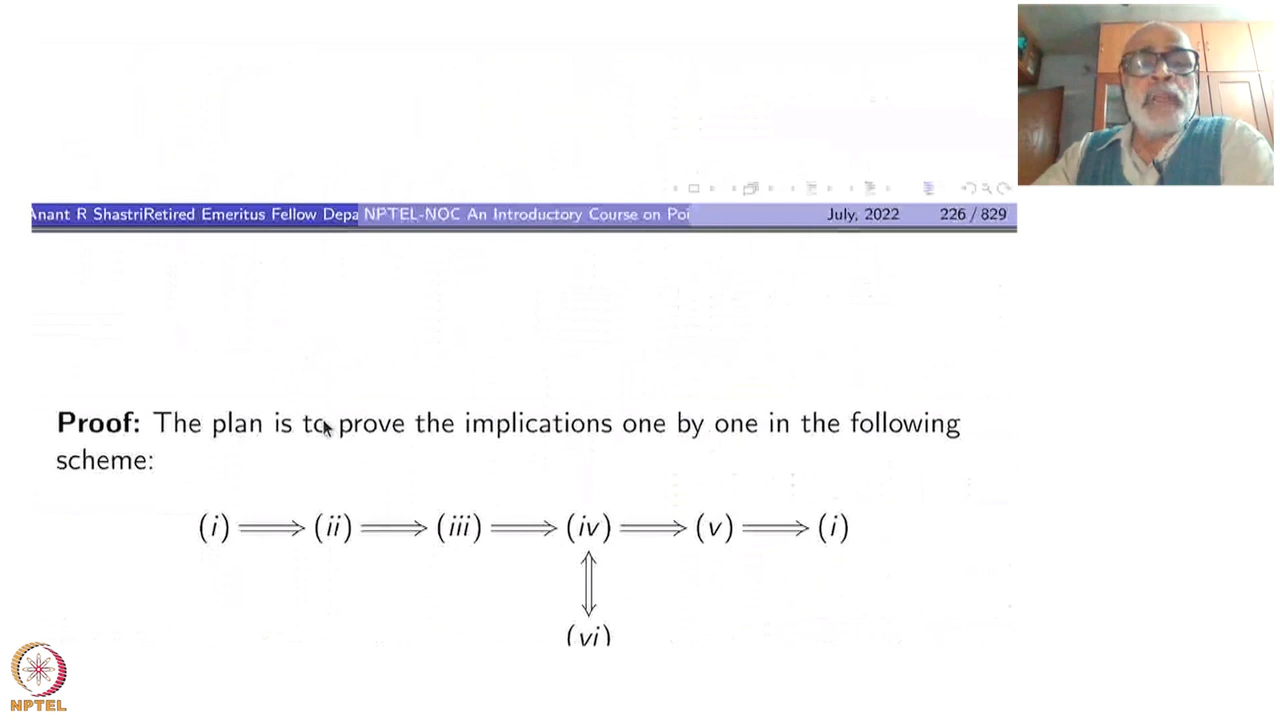 Anant R ShastriRetired Emeritus Fellow Depa NPTEL-NOC An Introductory Course on Poi July, 2022 226 / 829
Proof: The plan is to prove the implications one by one in the following
scheme:
(i) ⟹ (ii) ⟹ (iii) ⟹ (iv) ⟹ (v) ⟹ (i)
⇕
(vi)
NPTEL